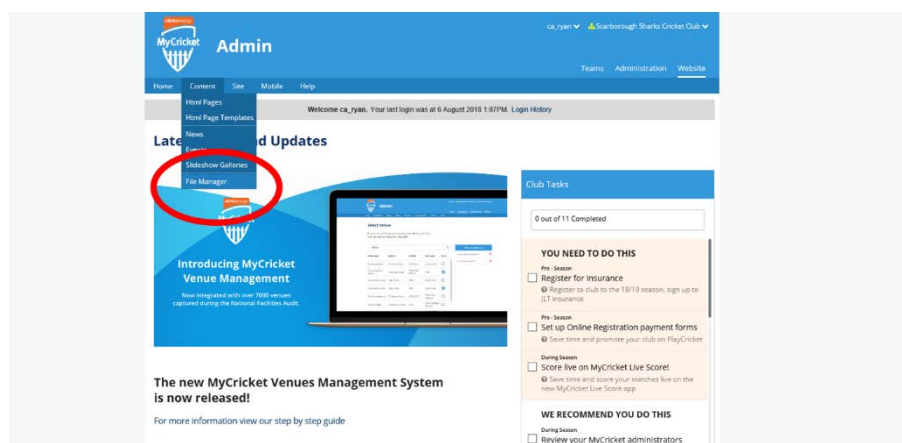 MyCricket
Admin
ca_ryan
Scarborough Sharks Cricket Club
Teams Administration Website
Home Content Site Mobile Help
Html Pages
Html Page Templates
News
Slideshow Galleries
File Manager
Welcome ca_ryan. Your last login was at 6 August 2018 1:07PM. Login History
Updates
Club Tasks
0 out of 11 Completed
YOU NEED TO DO THIS
Pre - Season
Register for Insurance
Register to club to the 18/19 season, sign up to
JLT insurance
Pre - Season
Set up Online Registration payment forms
Save time and promote your club on PlayCricket
During Season
Score live on MyCricket Live Score!
Save time and score your matches live on the
new MyCricket Live Score app
WE RECOMMEND YOU DO THIS
During Season
Review your MyCricket administrators
Introducing MyCricket
Venue Management
Now integrated with over 7000 venues
captured during the National Facilities Audit.
Select Venue
The new MyCricket Venues Management System
is now released!
For more information view our step by step guide